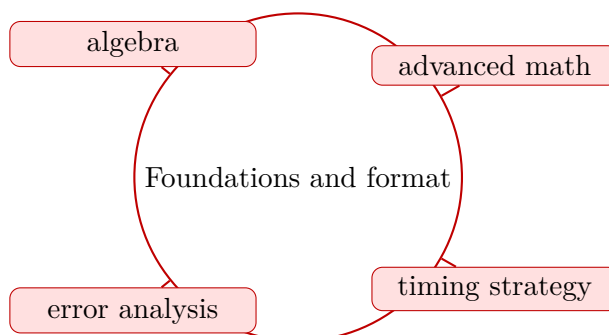 algebra
advanced math
Foundations and format
error analysis
timing strategy